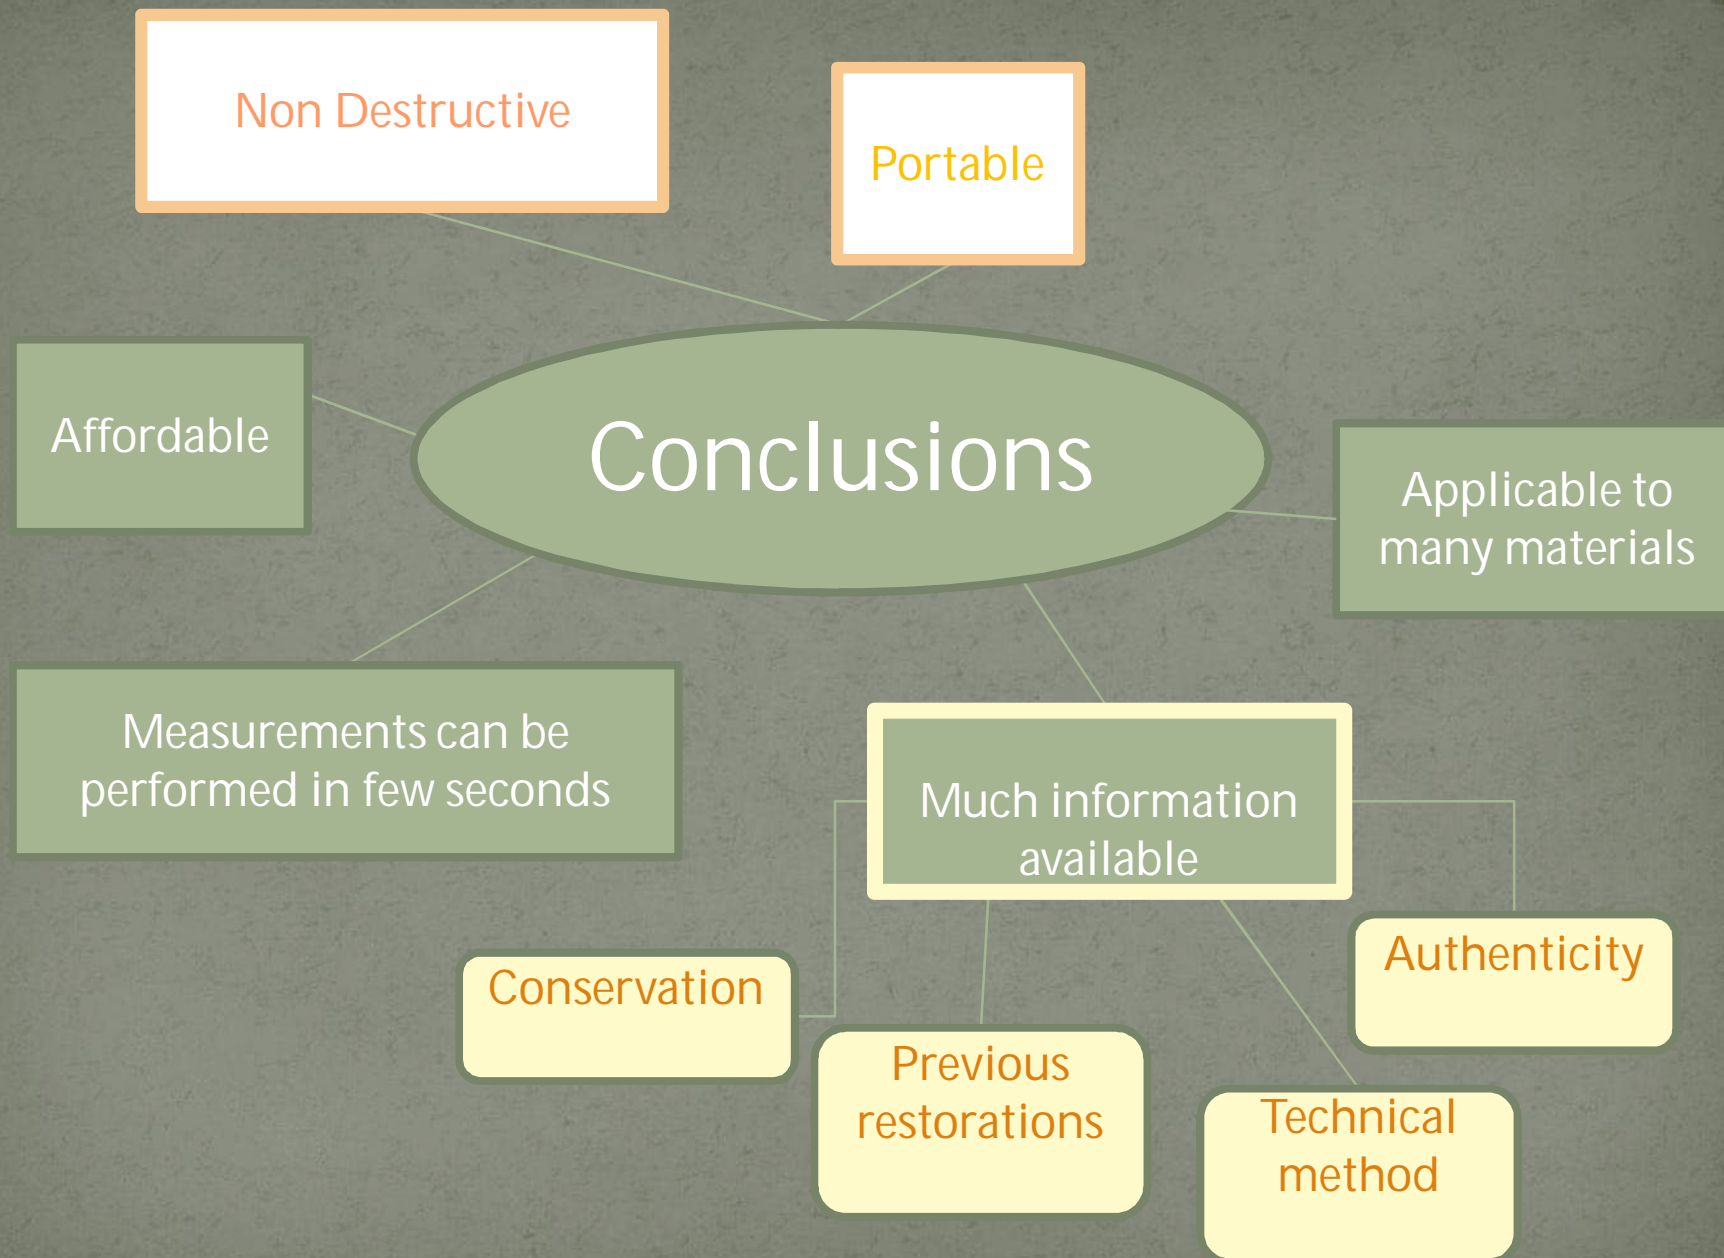 Non Destructive
Portable
Affordable
Conclusions
Applicable to
many materials
Measurements can be
performed in few seconds
Much information
available
Conservation
Previous
restorations
Technical
method
Authenticity